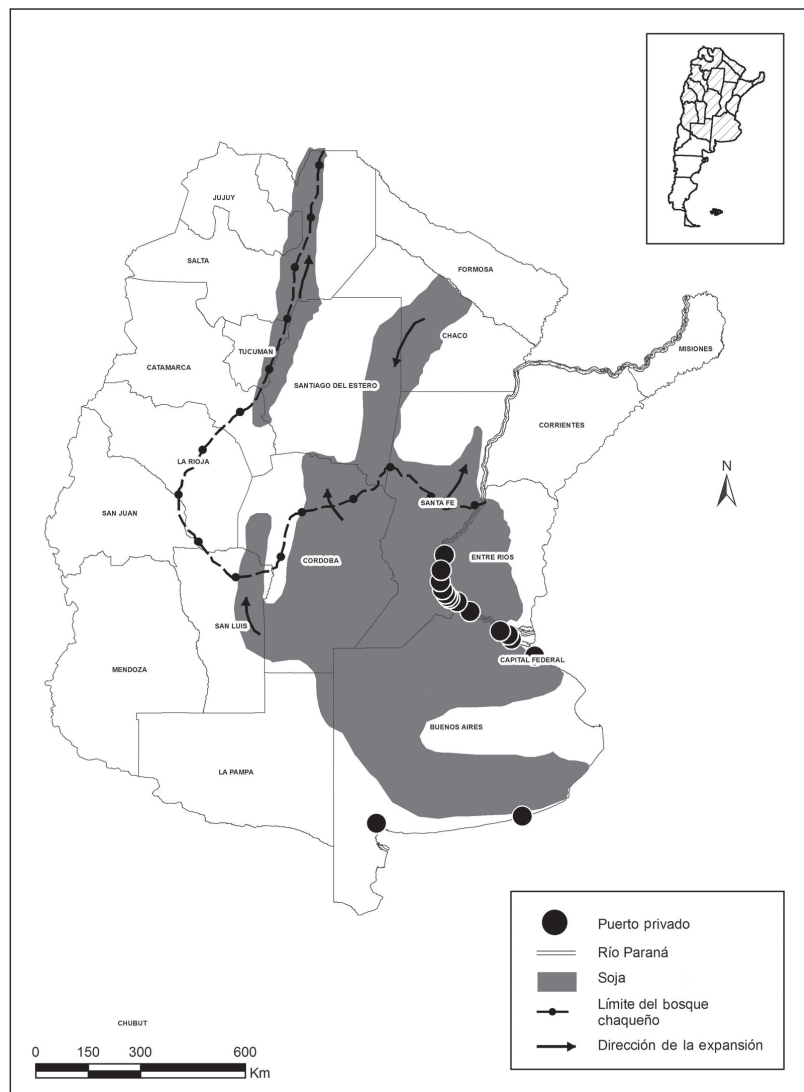 JUJUY
SALTA
FORMOSA
CHACO
TUCUMAN
MISIONES
CATAMARCA
SANTIAGO DEL ESTERO
CORRIENTES
LA RIOJA
N
SANTA FE
SAN JUAN
CORDOBA
ENTRE RIOS
SAN LUIS
CAPITAL FEDERAL
MENDOZA
BUENOS AIRES
LA PAMPA
CHUBUT
0 150 300 600
Km
Puerto privado
Río Paraná
Soja
Límite del bosque
chaqueño
Dirección de la expansión